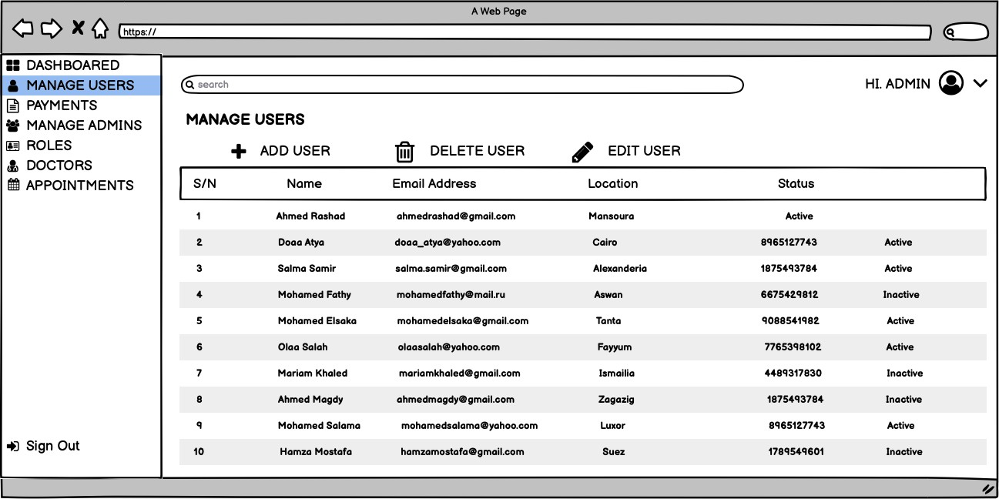 A Web Page
https://
DASHBOARED
MANAGE USERS
PAYMENTS
MANAGE ADMINS
ROLES
DOCTORS
APPOINTMENTS
Sign Out
search
HI. ADMIN
MANAGE USERS
ADD USER DELETE USER EDIT USER
S/N Name Email Address Location Status
1 Ahmed Rashad ahmedrashad@gmail.com Mansoura Active
2 Doaa Atya doaa_atya@yahoo.com Cairo 8965127743 Active
3 Salma Samir salma.samir@gmail.com Alexanderia 1875493784 Active
4 Mohamed Fathy mohamedfathy@mail.ru Aswan 6675429812 Inactive
5 Mohamed Elsaka mohamedelsaka@gmail.com Tanta 9088541982 Active
6 Olaa Salah olaasalah@yahoo.com Fayyum 7765398102 Active
7 Mariam Khaled mariamkhaled@gmail.com Ismailia 4489317830 Inactive
8 Ahmed Magdy ahmedmagdy@gmail.com Zagazig 1875493784 Inactive
9 Mohamed Salama mohamedsalama@yahoo.com Luxor 8965127743 Active
10 Hamza Mostafa hamzamostafa@gmail.com Suez 1789549601 Inactive